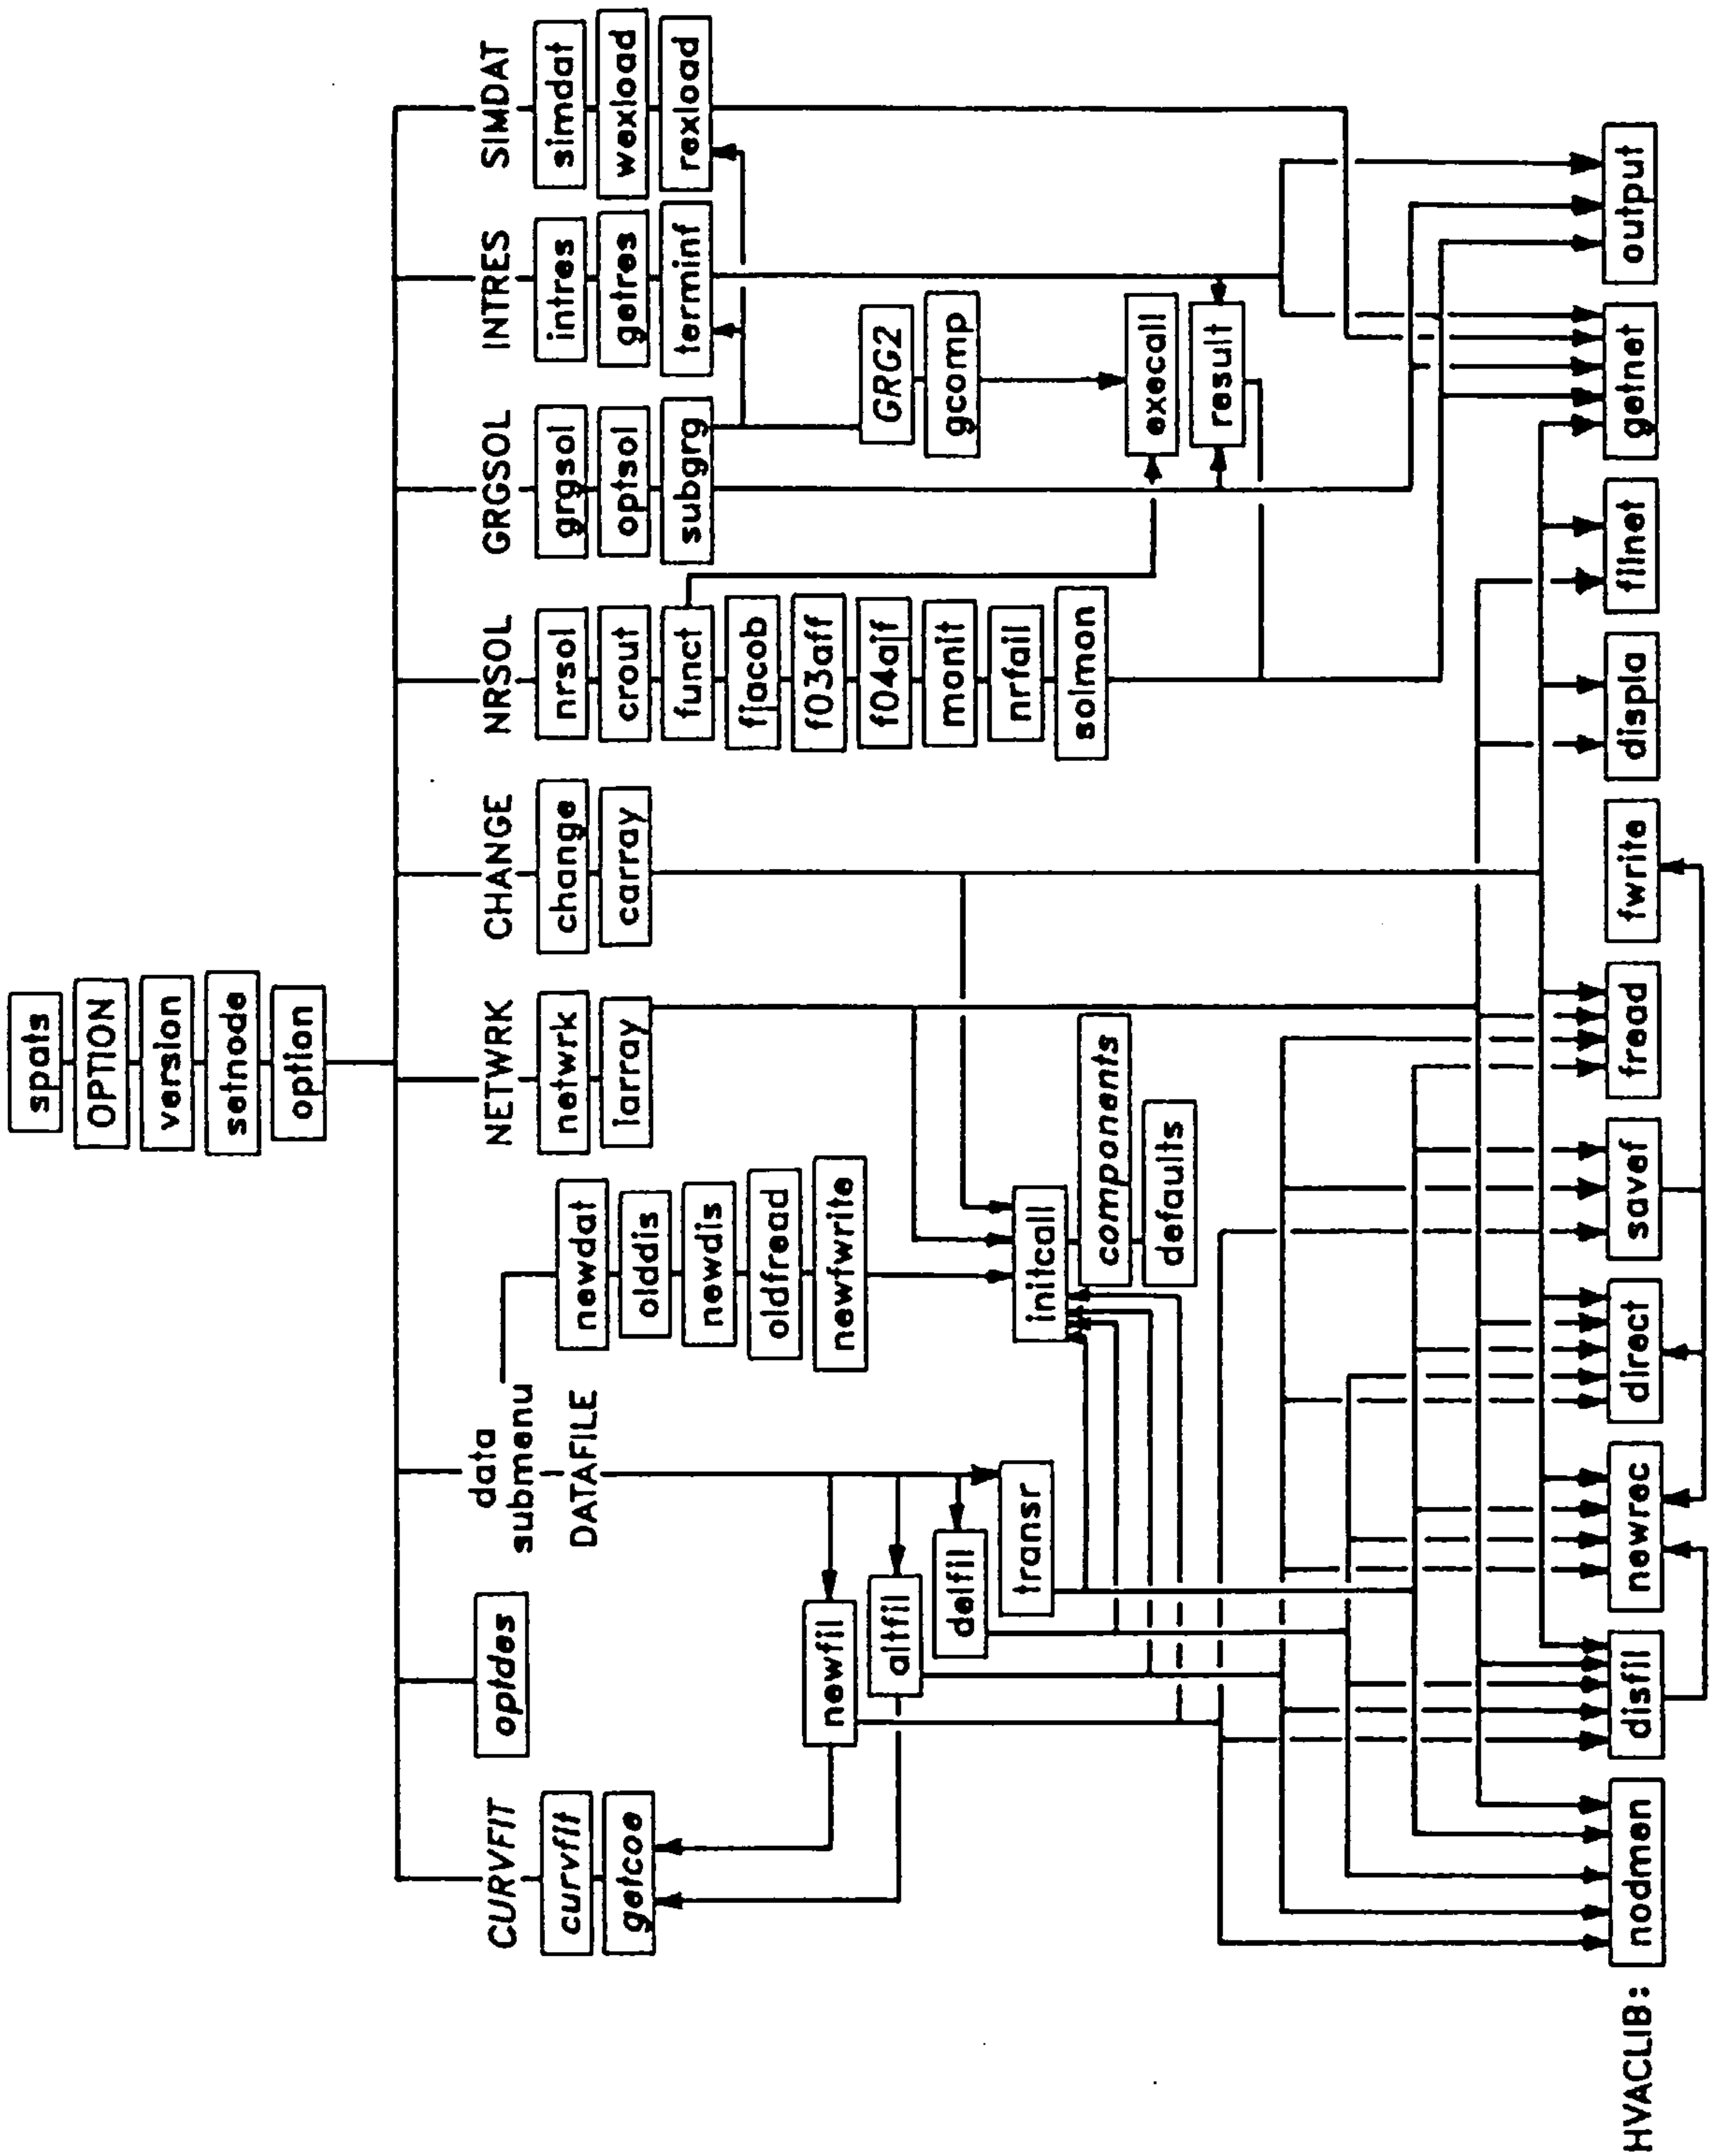 spats
OPTION
version
setnode
option
CURVFIT
curvfit
getcoe
optdes
data
submenu
DATAFILE
newfil
altfil
delfil
transr
newdat
olddis
newdis
oldfread
newfwrite
initcall
components
defaults
NETWRK
netwrk
larray
CHANGE
change
carray
NRSOL
nrsol
crout
funct
fjacob
f03aff
f04ajf
monit
nrfail
solmon
GRGSOL
grgsol
optsol
subgrg
GRG2
gcomp
execall
result
INTRES
intres
getres
terminf
SIMDAT
simdat
wexload
rexload
HVACLIB:
nodmen
disfil
newrec
direct
savef
fread
fwrite
displa
filnet
getnet
output